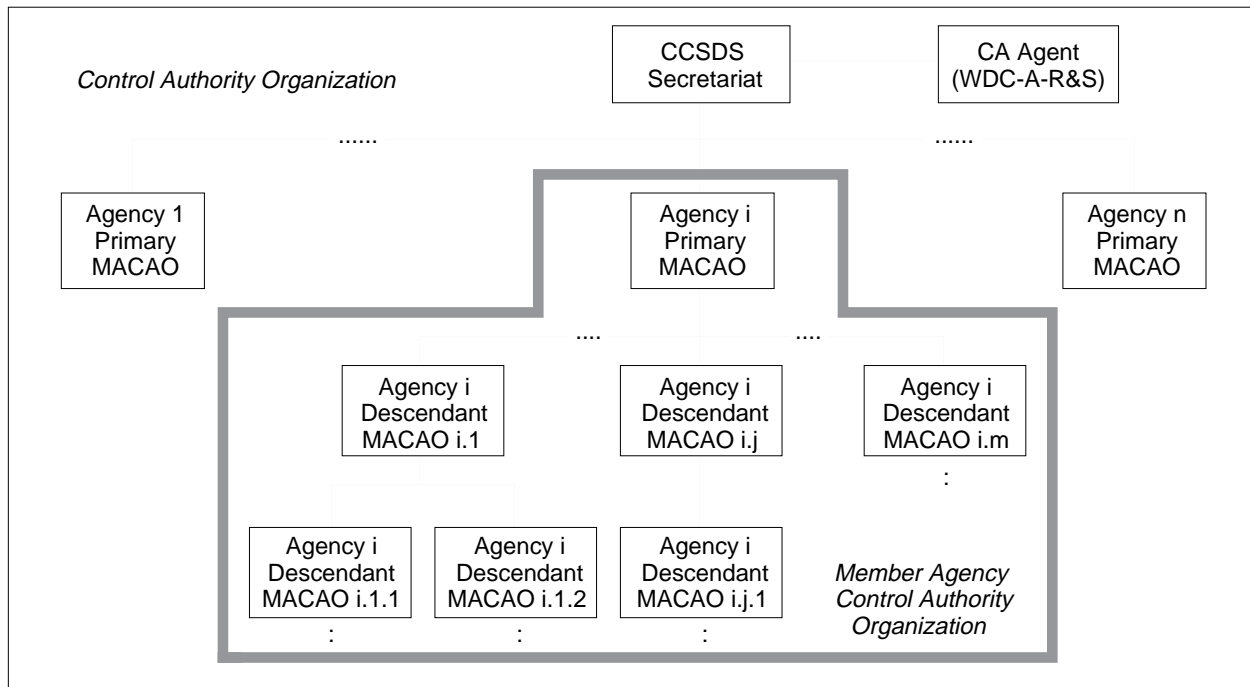 CCSDS
Secretariat
CA Agent
(WDC-A-R&S)
Control Authority Organization
......
......
Agency 1
Primary
MACAO
Agency i
Primary
MACAO
Agency n
Primary
MACAO
....
....
Agency i
Descendant
MACAO i.1
Agency i
Descendant
MACAO i.j
Agency i
Descendant
MACAO i.m
:
Agency i
Descendant
MACAO i.1.1
:
Agency i
Descendant
MACAO i.1.2
:
Agency i
Descendant
MACAO i.j.1
:
Member Agency
Control Authority
Organization